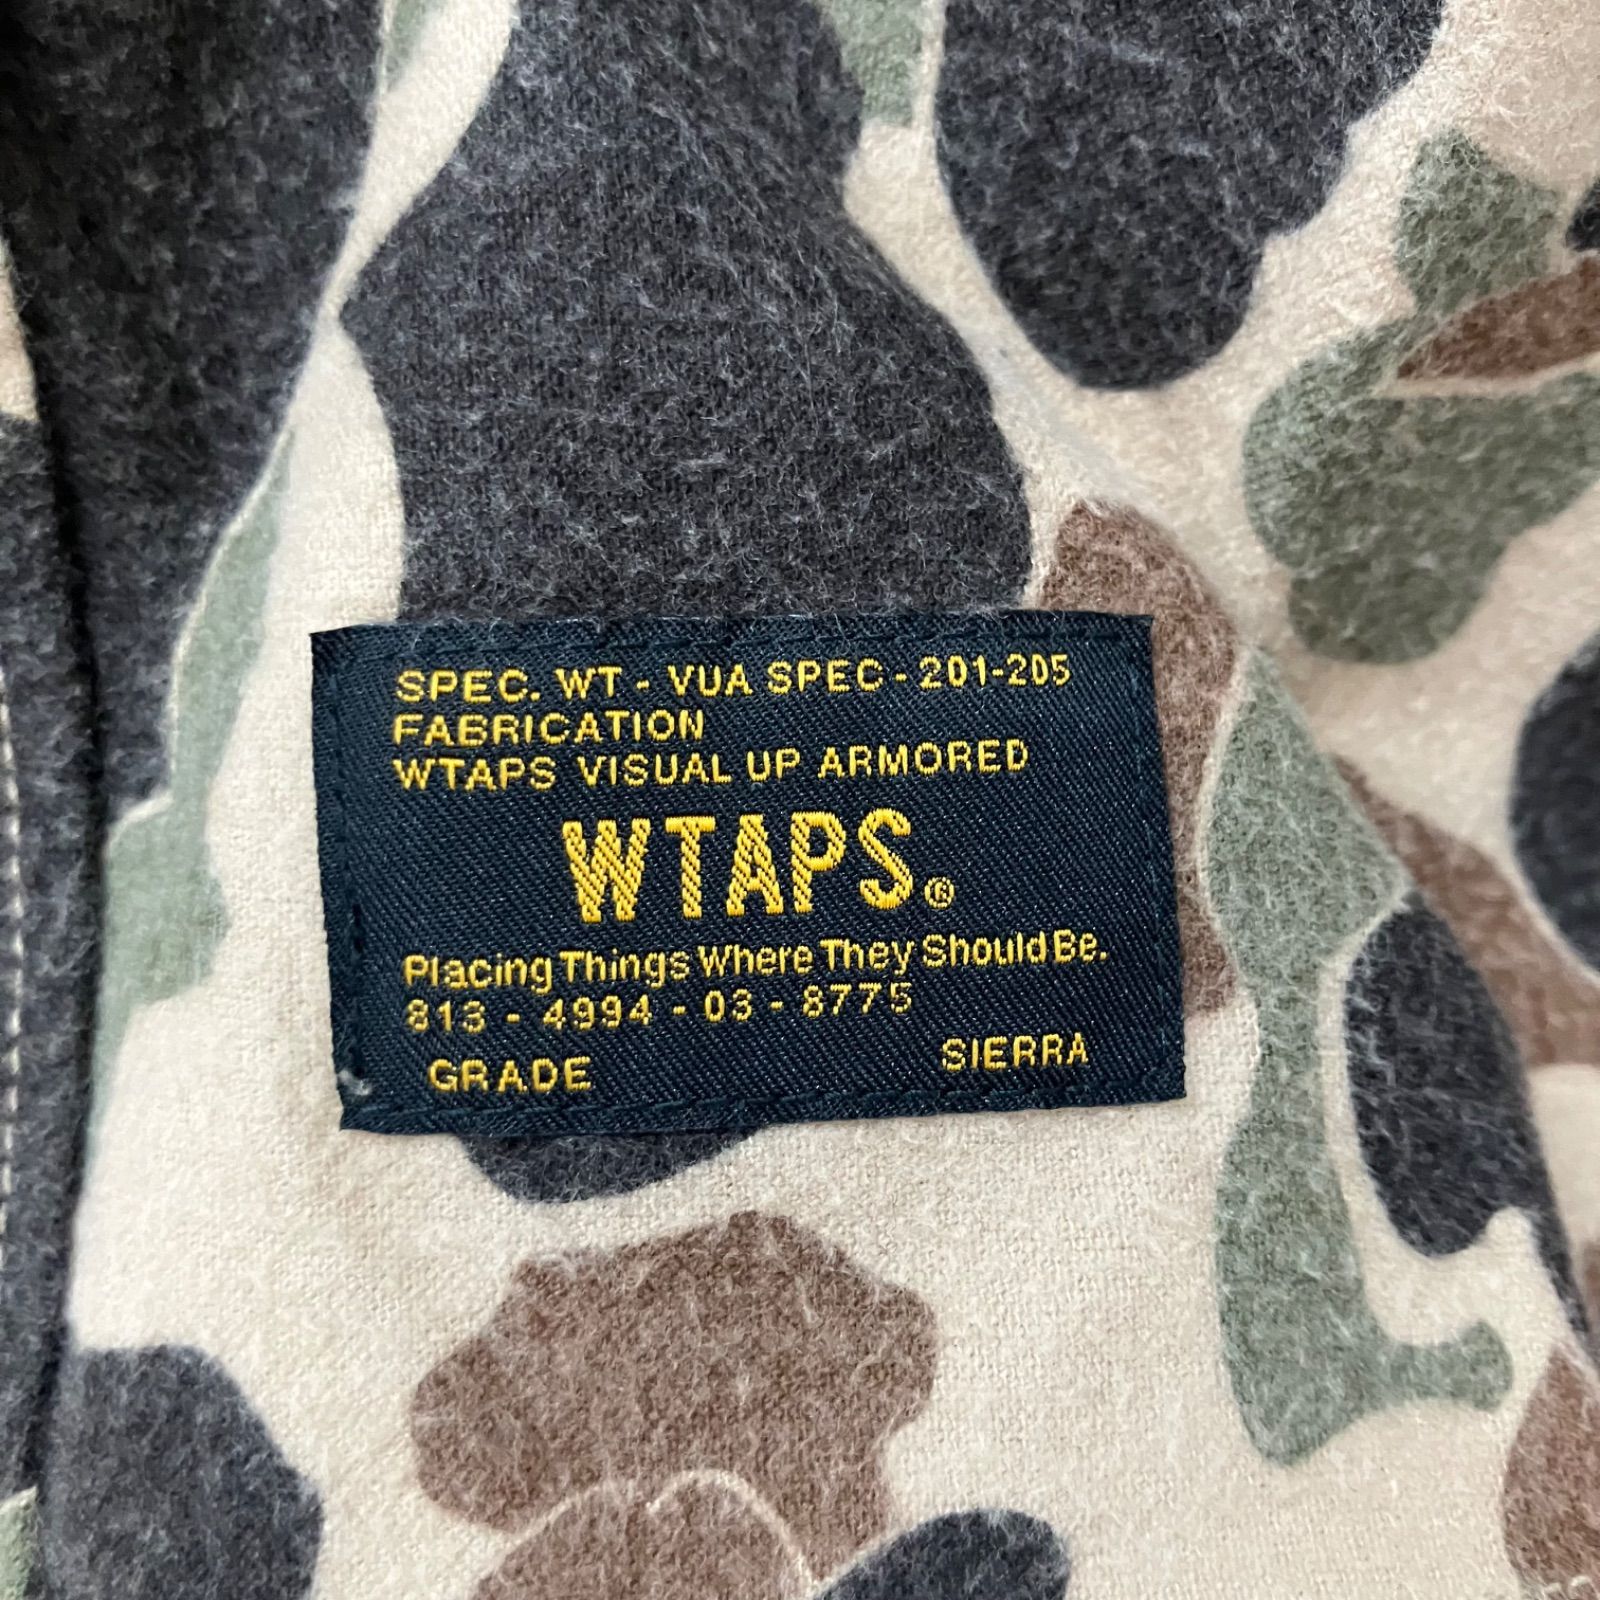 SPEC. WT - VUA SPEC - 201-205
FABRICATION
WTAPS VISUAL UP ARMORED
WTAPS®
Placing Things Where They Should Be.
813 - 4994 - 03 - 8775
GRADE SIERRA